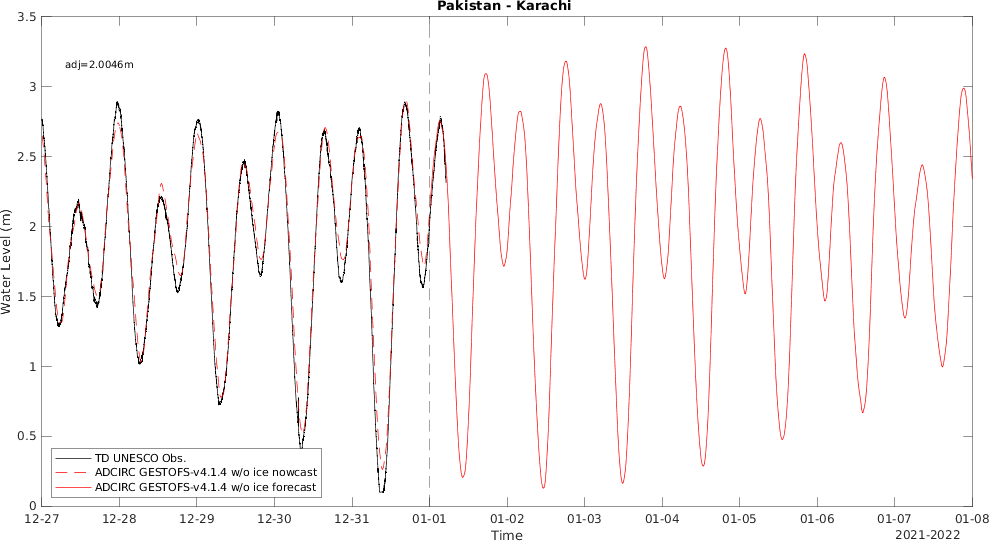 Pakistan - Karachi
3.5
adj=2.0046m
3
2.5
2
Water Level (m)
1.5
1
0.5
TD UNESCO Obs.
ADCIRC GESTOFS-v4.1.4 w/o ice nowcast
ADCIRC GESTOFS-v4.1.4 w/o ice forecast
0
12-27 12-28 12-29 12-30 12-31 01-01 01-02 01-03 01-04 01-05 01-06 01-07 01-08
Time
2021-2022